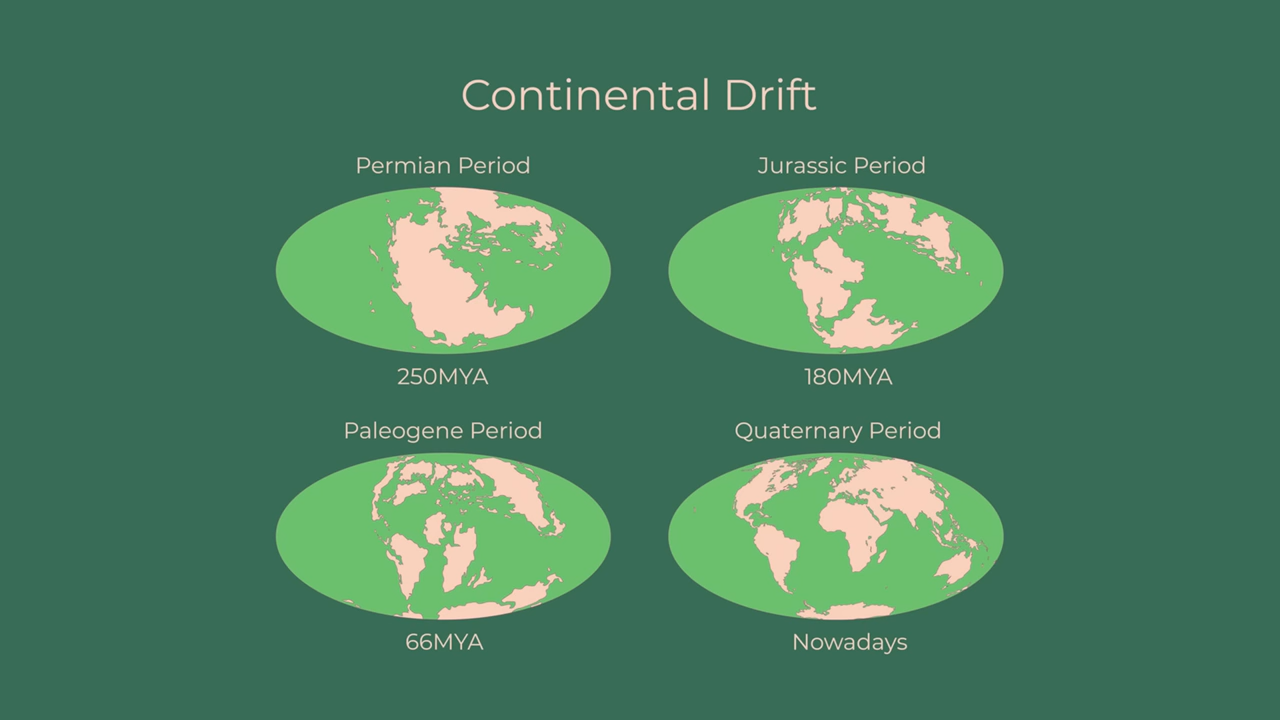 Continental Drift
Permian Period
250MYA
Jurassic Period
180MYA
Paleogene Period
66MYA
Quaternary Period
Nowadays